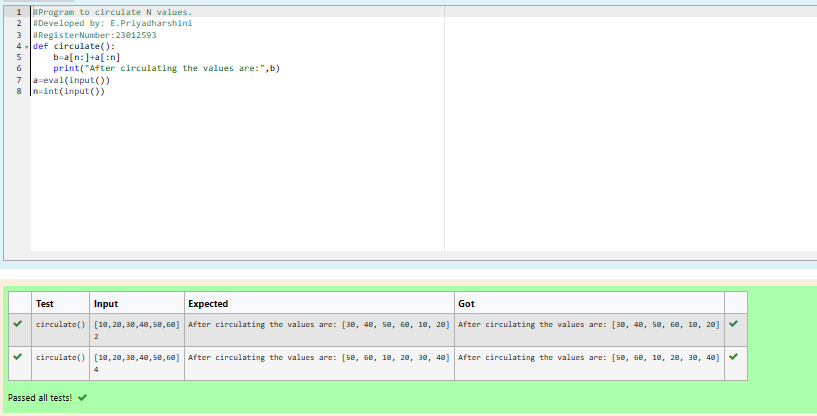 1 #Program to circulate N values.
2 #Developed by: E.Priyadharshini
3 #RegisterNumber:23012593
4 def circulate():
5 b=a[n:]+a[:n]
6 print("After circulating the values are:",b)
7 a=eval(input())
8 n=int(input())
Test Input Expected Got
circulate() [10,20,30,40,50,60] After circulating the values are: [30, 40, 50, 60, 10, 20] After circulating the values are: [30, 40, 50, 60, 10, 20]
2
circulate() [10,20,30,40,50,60] After circulating the values are: [50, 60, 10, 20, 30, 40] After circulating the values are: [50, 60, 10, 20, 30, 40]
4
Passed all tests!